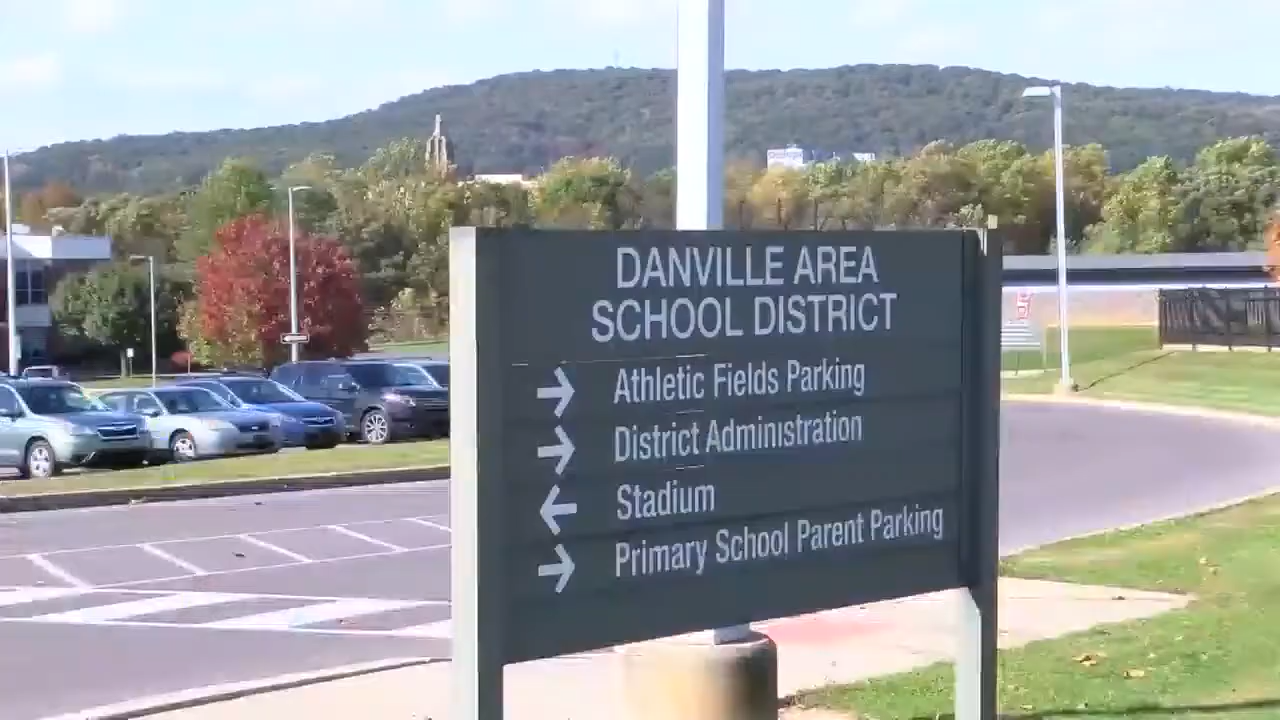 DANVILLE AREA
SCHOOL DISTRICT
→ Athletic Fields Parking
→ District Administration
← Stadium
→ Primary School Parent Parking